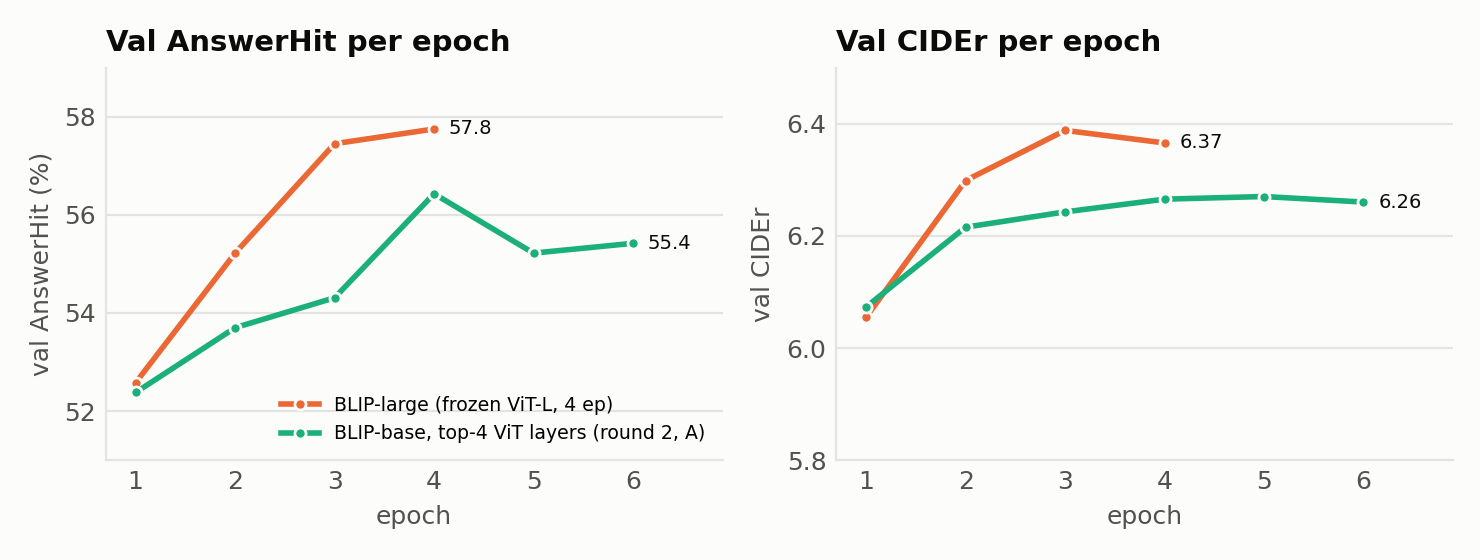 Val AnswerHit per epoch
val AnswerHit (%)
58
56
54
52
57.8
55.4
BLIP-large (frozen ViT-L, 4 ep)
BLIP-base, top-4 ViT layers (round 2, A)
1 2 3 4 5 6
epoch
Val CIDEr per epoch
val CIDEr
6.4
6.2
6.0
5.8
6.37
6.26
1 2 3 4 5 6
epoch